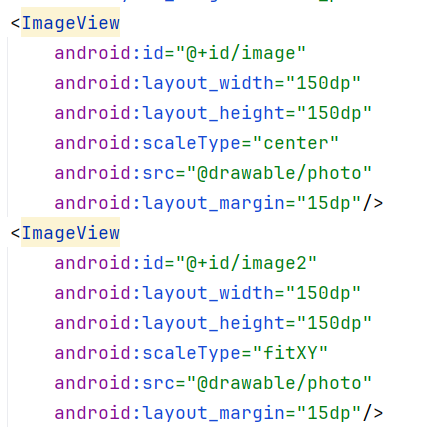 <ImageView
android:id="@+id/image"
android:layout_width="150dp"
android:layout_height="150dp"
android:scaleType="center"
android:src="@drawable/photo"
android:layout_margin="15dp"/>
<ImageView
android:id="@+id/image2"
android:layout_width="150dp"
android:layout_height="150dp"
android:scaleType="fitXY"
android:src="@drawable/photo"
android:layout_margin="15dp"/>